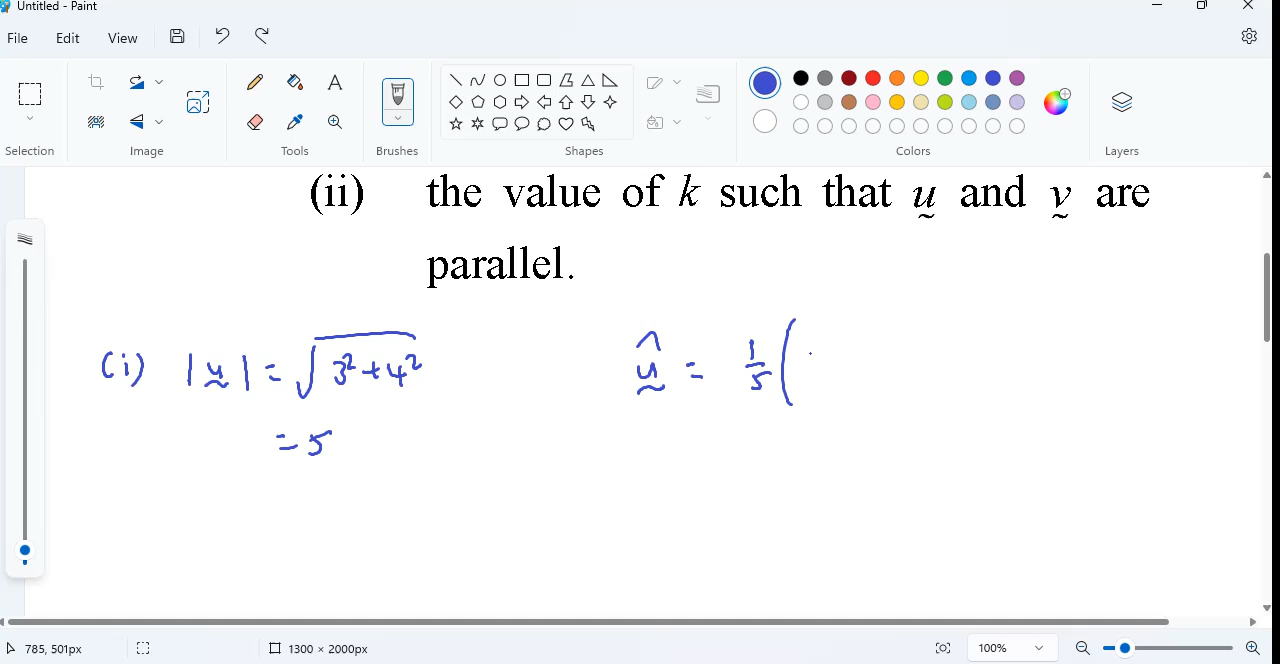 Untitled - Paint
File Edit View
Selection Image Tools Brushes Shapes Colors Layers
(ii) the value of k such that ṵ and v̰ are
parallel.
(i) |ṵ| = √(3² + 4²)
= 5
ṵ̂ = 1/5 (
785, 501px
1300 × 2000px
100%